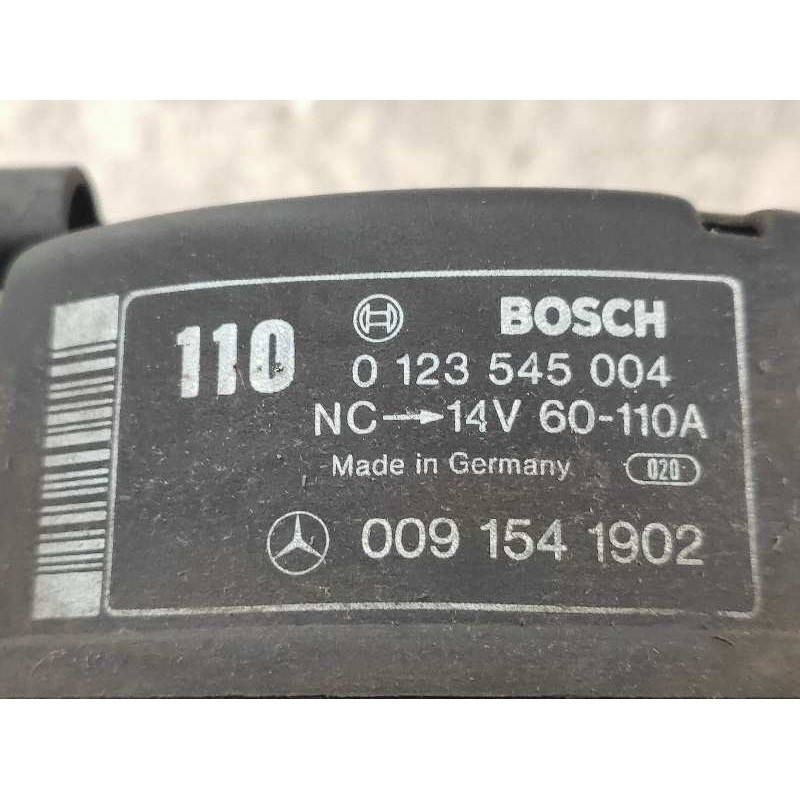 110 BOSCH
0 123 545 004
NC→14V 60-110A
Made in Germany 020
009 154 1902